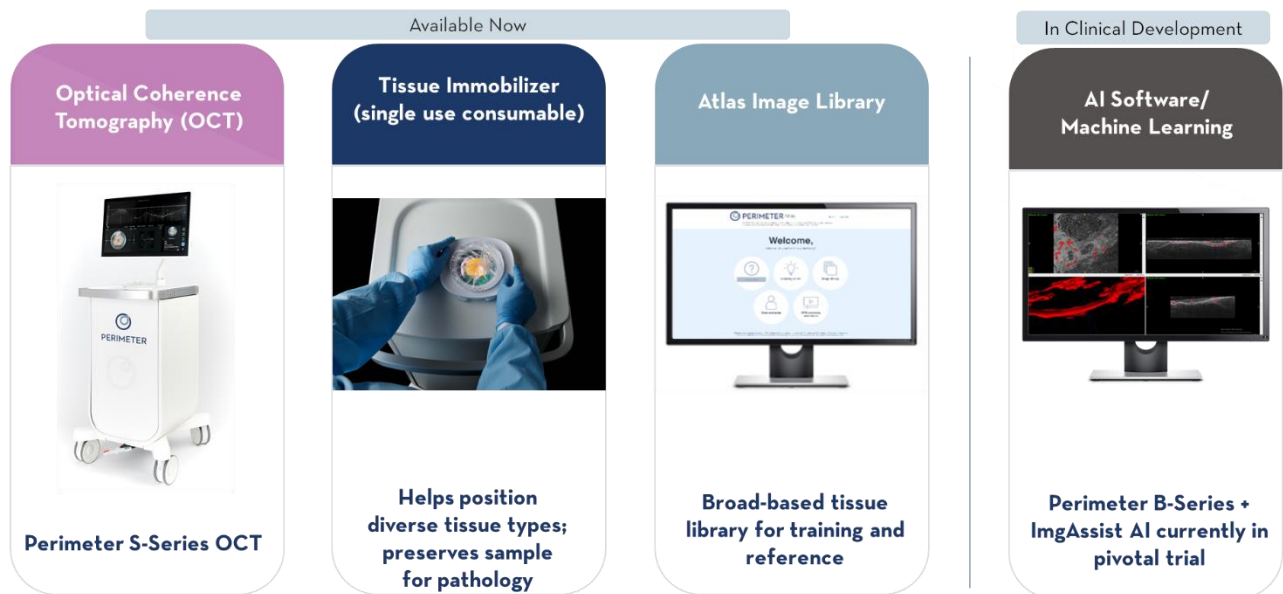 Available Now
In Clinical Development
Optical Coherence
Tomography (OCT)
Tissue Immobilizer
(single use consumable)
Atlas Image Library
AI Software/
Machine Learning
PERIMETER
PERIMETER
Welcome,
Perimeter S-Series OCT
Helps position
diverse tissue types;
preserves sample
for pathology
Broad-based tissue
library for training and
reference
Perimeter B-Series +
ImgAssist AI currently in
pivotal trial